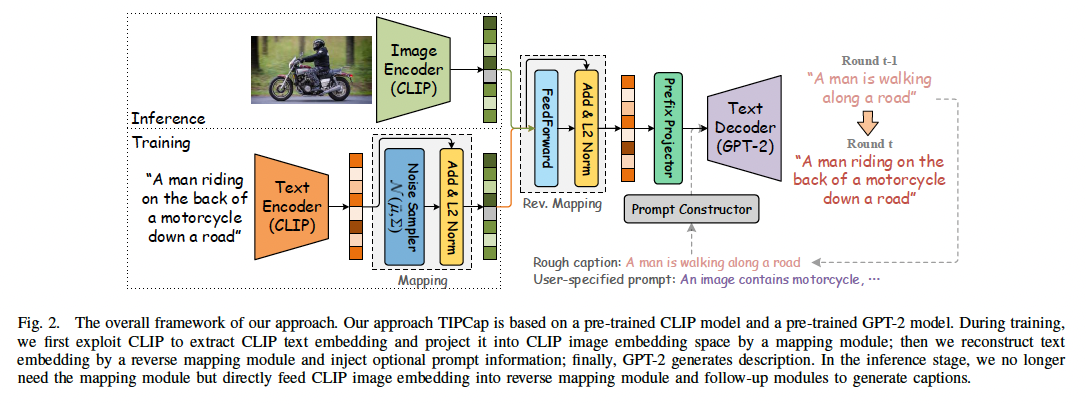 Image
Encoder
(CLIP)
Inference
Training
“A man riding
on the back of
a motorcycle
down a road”
Text
Encoder
(CLIP)
Noise Sampler
𝒩(μ̄, Σ̄)
Add & L2 Norm
Mapping
FeedForward
Add & L2 Norm
Rev. Mapping
Prefix Projector
Text
Decoder
(GPT-2)
Prompt Constructor
Round t-1
“A man is walking
along a road”
Round t
“A man riding on the
back of a motorcycle
down a road”
Rough caption: A man is walking along a road
User-specified prompt: An image contains motorcycle, ⋯
Fig. 2. The overall framework of our approach. Our approach TIPCap is based on a pre-trained CLIP model and a pre-trained GPT-2 model. During training,
we first exploit CLIP to extract CLIP text embedding and project it into CLIP image embedding space by a mapping module; then we reconstruct text
embedding by a reverse mapping module and inject optional prompt information; finally, GPT-2 generates description. In the inference stage, we no longer
need the mapping module but directly feed CLIP image embedding into reverse mapping module and follow-up modules to generate captions.